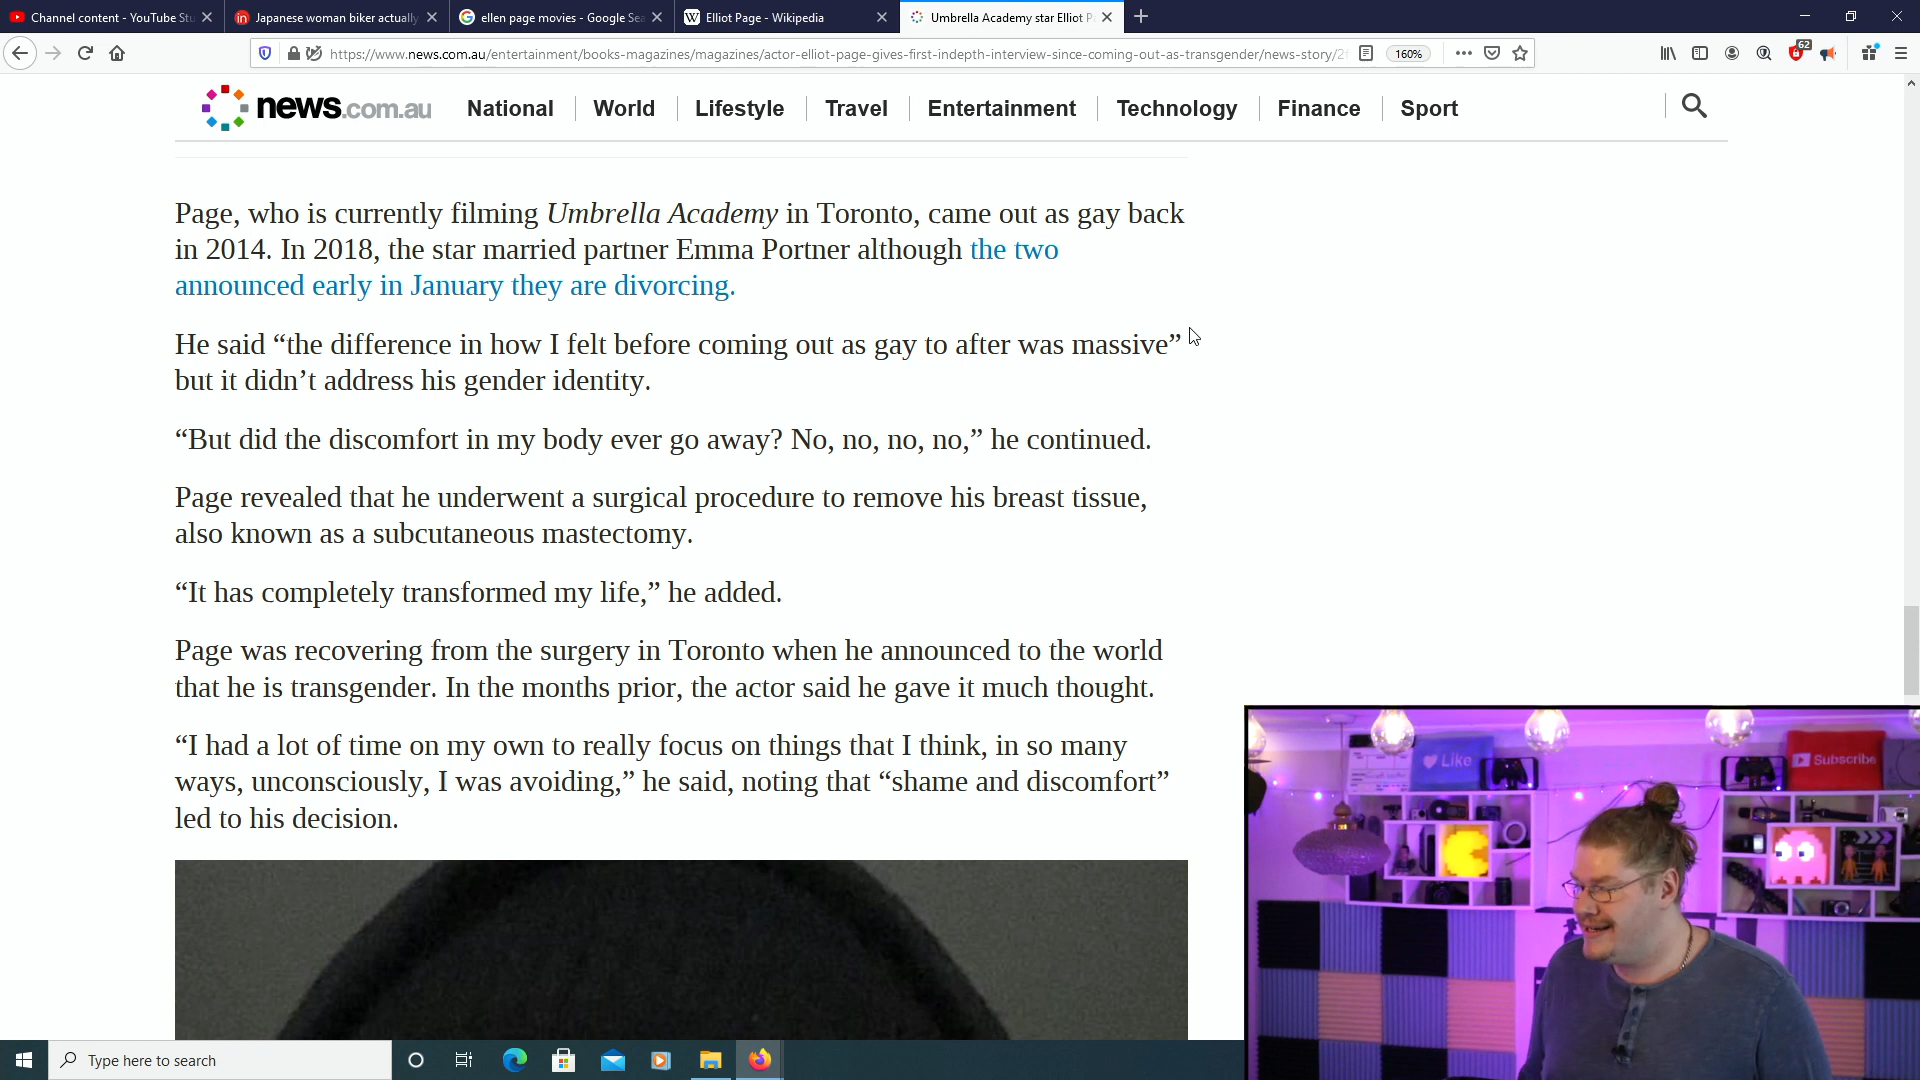 Channel content - YouTube Stu
Japanese woman biker actually
ellen page movies - Google Sea
Elliot Page - Wikipedia
Umbrella Academy star Elliot P
https://www.news.com.au/entertainment/books-magazines/magazines/actor-elliot-page-gives-first-indepth-interview-since-coming-out-as-transgender/news-story/2
160%
62
news.com.au
National
World
Lifestyle
Travel
Entertainment
Technology
Finance
Sport
Page, who is currently filming Umbrella Academy in Toronto, came out as gay back
in 2014. In 2018, the star married partner Emma Portner although the two
announced early in January they are divorcing.
He said “the difference in how I felt before coming out as gay to after was massive”
but it didn’t address his gender identity.
“But did the discomfort in my body ever go away? No, no, no, no,” he continued.
Page revealed that he underwent a surgical procedure to remove his breast tissue,
also known as a subcutaneous mastectomy.
“It has completely transformed my life,” he added.
Page was recovering from the surgery in Toronto when he announced to the world
that he is transgender. In the months prior, the actor said he gave it much thought.
“I had a lot of time on my own to really focus on things that I think, in so many
ways, unconsciously, I was avoiding,” he said, noting that “shame and discomfort”
led to his decision.
Like
Subscribe
Type here to search